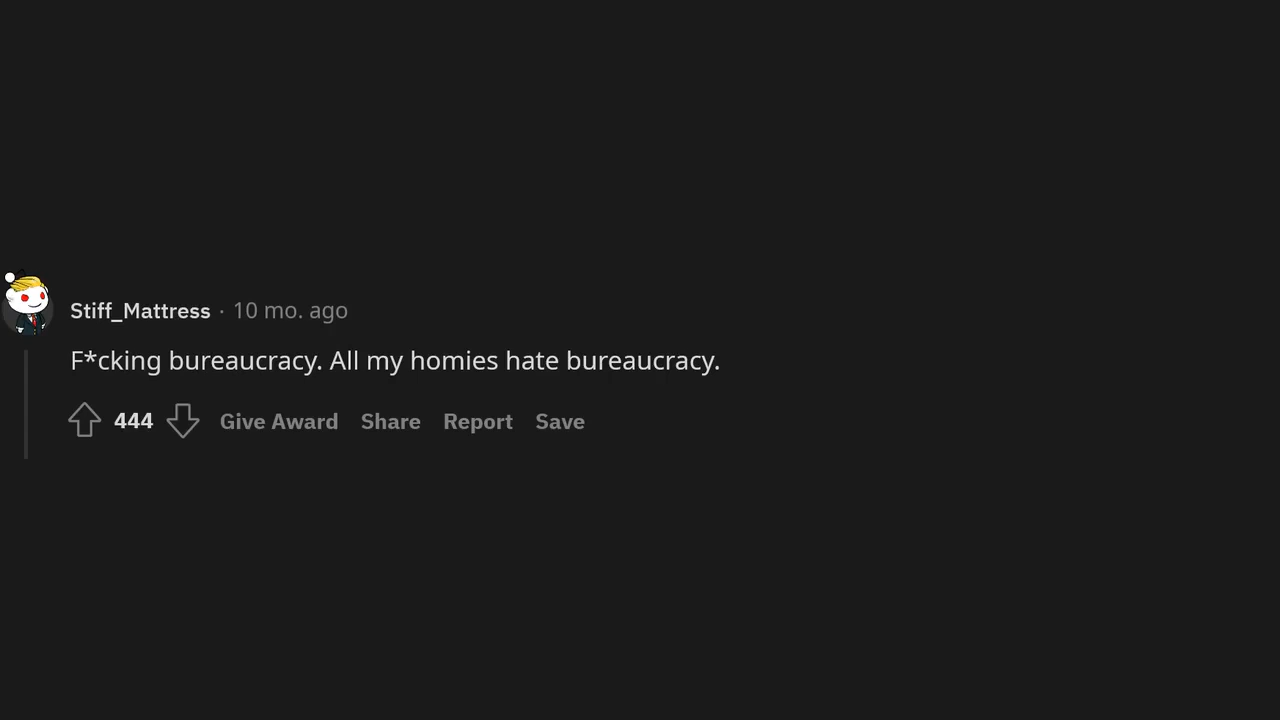 Stiff_Mattress · 10 mo. ago
F*cking bureaucracy. All my homies hate bureaucracy.
444 Give Award Share Report Save